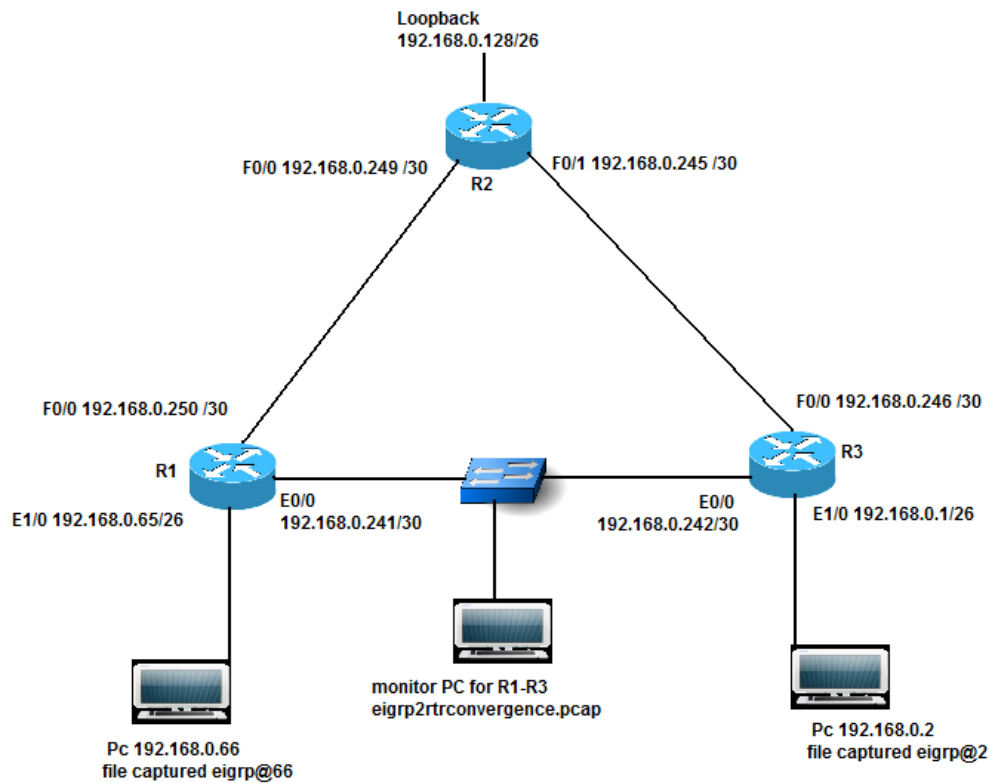 Loopback
192.168.0.128/26
F0/0 192.168.0.249 /30
F0/1 192.168.0.245 /30
R2
F0/0 192.168.0.250 /30
F0/0 192.168.0.246 /30
R1
R3
E1/0 192.168.0.65/26
E0/0
192.168.0.241/30
E0/0
192.168.0.242/30
E1/0 192.168.0.1/26
monitor PC for R1-R3
eigrp2rtrconvergence.pcap
Pc 192.168.0.66
file captured eigrp@66
Pc 192.168.0.2
file captured eigrp@2